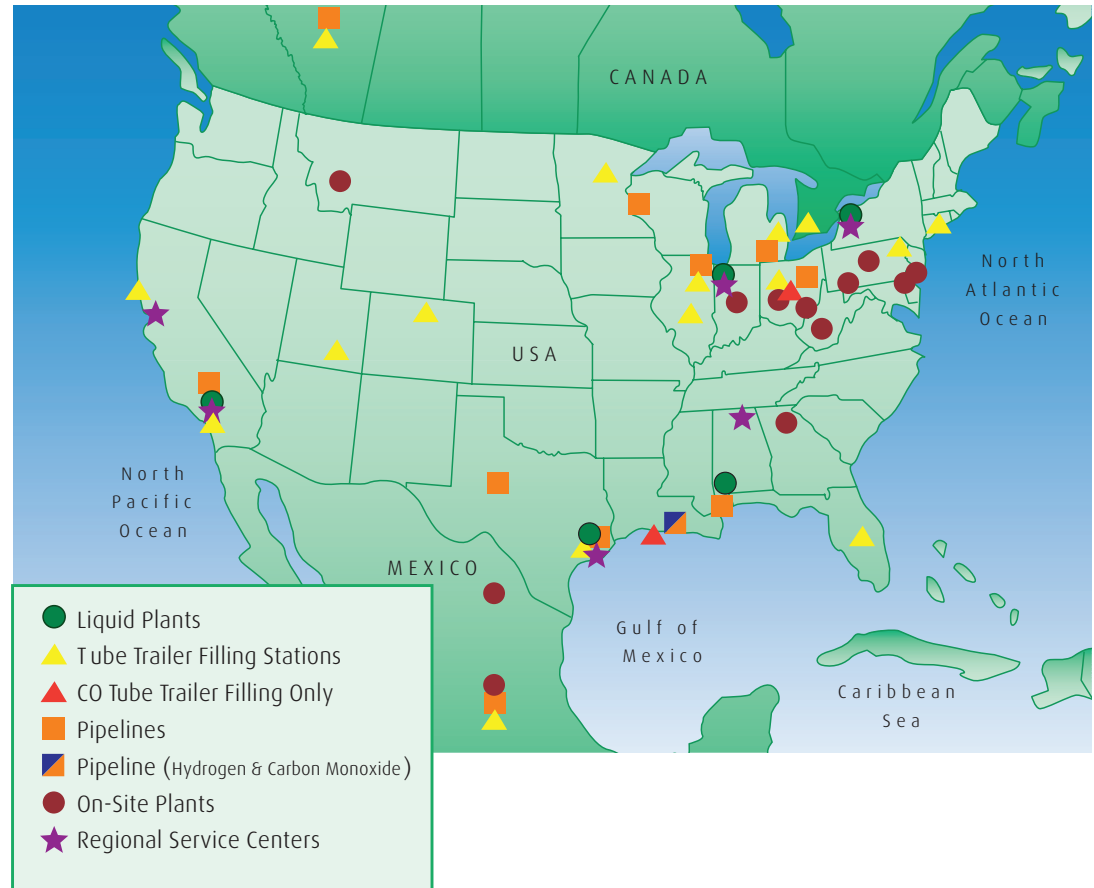 CANADA
USA
North
Atlantic
Ocean
North
Pacific
Ocean
MEXICO
Gulf of
Mexico
Caribbean
Sea
Liquid Plants
Tube Trailer Filling Stations
CO Tube Trailer Filling Only
Pipelines
Pipeline (Hydrogen & Carbon Monoxide)
On-Site Plants
Regional Service Centers